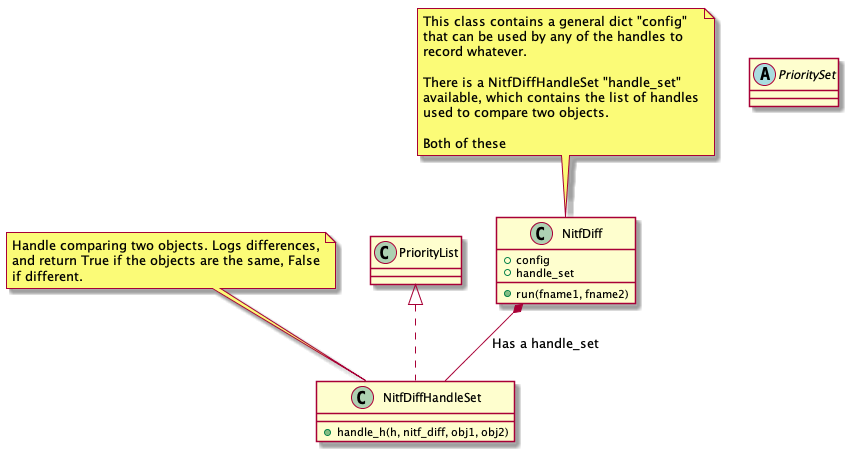 This class contains a general dict "config"
that can be used by any of the handles to
record whatever.
There is a NitfDiffHandleSet "handle_set"
available, which contains the list of handles
used to compare two objects.
Both of these
A PrioritySet
Handle comparing two objects. Logs differences,
and return True if the objects are the same, False
if different.
C PriorityList
C NitfDiff
config
handle_set
run(fname1, fname2)
Has a handle_set
C NitfDiffHandleSet
handle_h(h, nitf_diff, obj1, obj2)